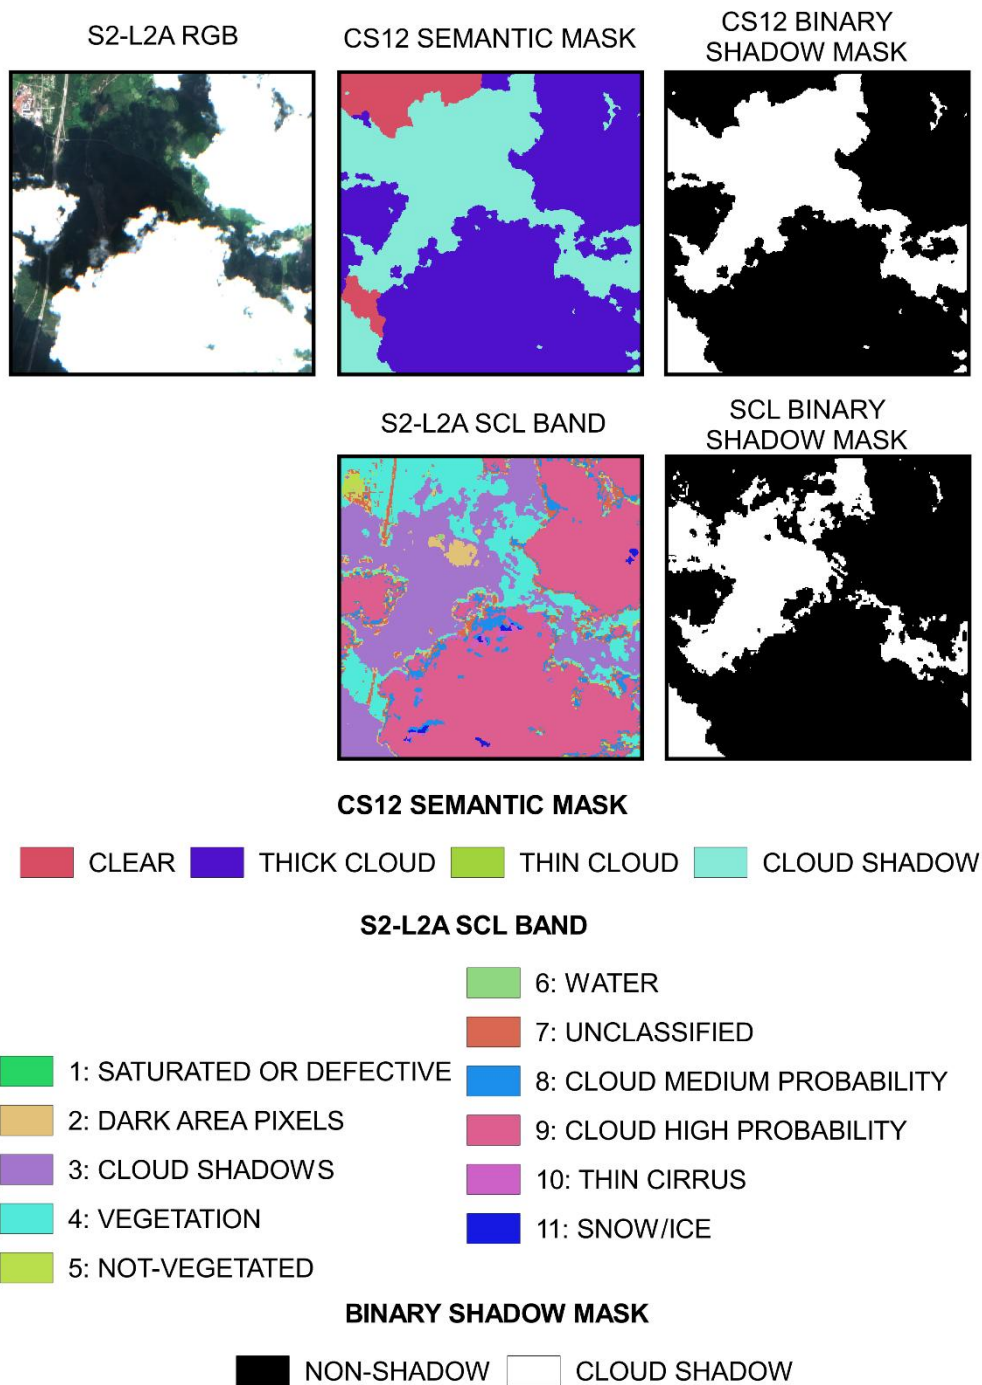 S2-L2A RGB
CS12 SEMANTIC MASK
CS12 BINARY
SHADOW MASK
S2-L2A SCL BAND
SCL BINARY
SHADOW MASK
CS12 SEMANTIC MASK
CLEAR
THICK CLOUD
THIN CLOUD
CLOUD SHADOW
S2-L2A SCL BAND
1: SATURATED OR DEFECTIVE
2: DARK AREA PIXELS
3: CLOUD SHADOWS
4: VEGETATION
5: NOT-VEGETATED
6: WATER
7: UNCLASSIFIED
8: CLOUD MEDIUM PROBABILITY
9: CLOUD HIGH PROBABILITY
10: THIN CIRRUS
11: SNOW/ICE
BINARY SHADOW MASK
NON-SHADOW
CLOUD SHADOW